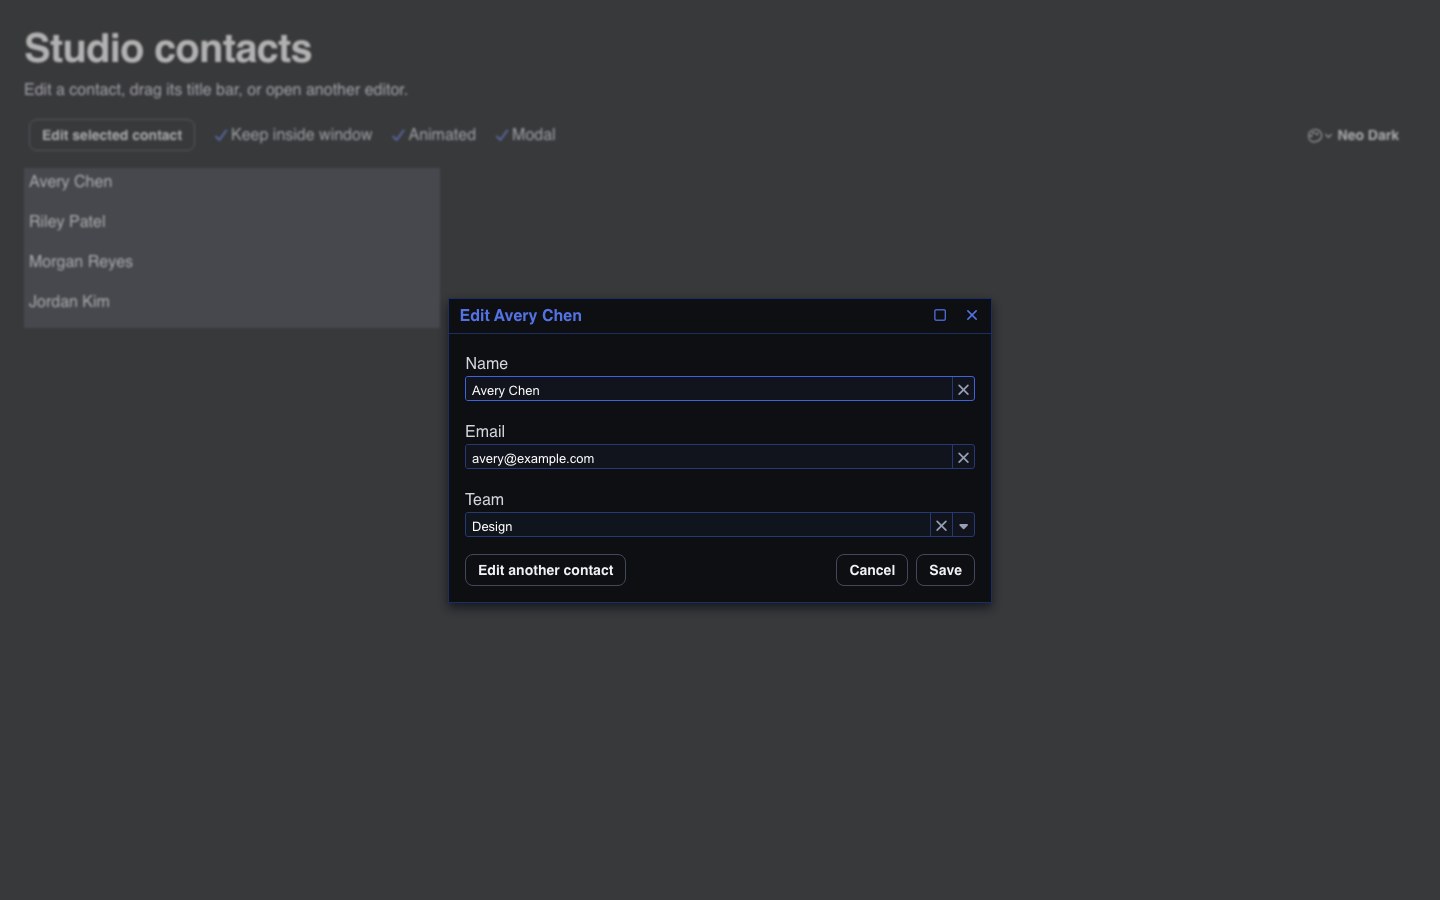 Studio contacts
Edit a contact, drag its title bar, or open another editor.
Edit selected contact Keep inside window Animated Modal Neo Dark
Avery Chen
Riley Patel
Morgan Reyes
Jordan Kim
Edit Avery Chen
Name
Avery Chen
Email
avery@example.com
Team
Design
Edit another contact Cancel Save